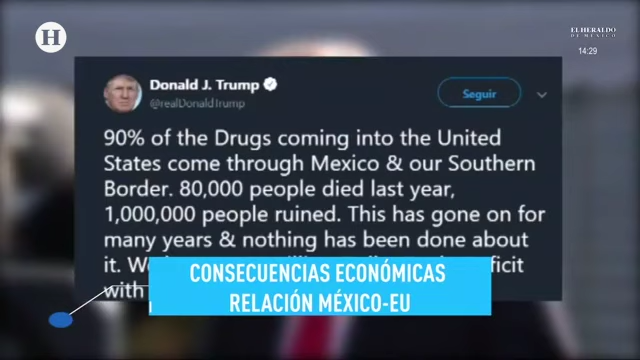 H
EL HERALDO
DE MÉXICO
14:29
Donald J. Trump
@realDonaldTrump
Seguir
90% of the Drugs coming into the United
States come through Mexico & our Southern
Border. 80,000 people died last year,
1,000,000 people ruined. This has gone on for
many years & nothing has been done about
it.
with
CONSECUENCIAS ECONÓMICAS
RELACIÓN MÉXICO-EU